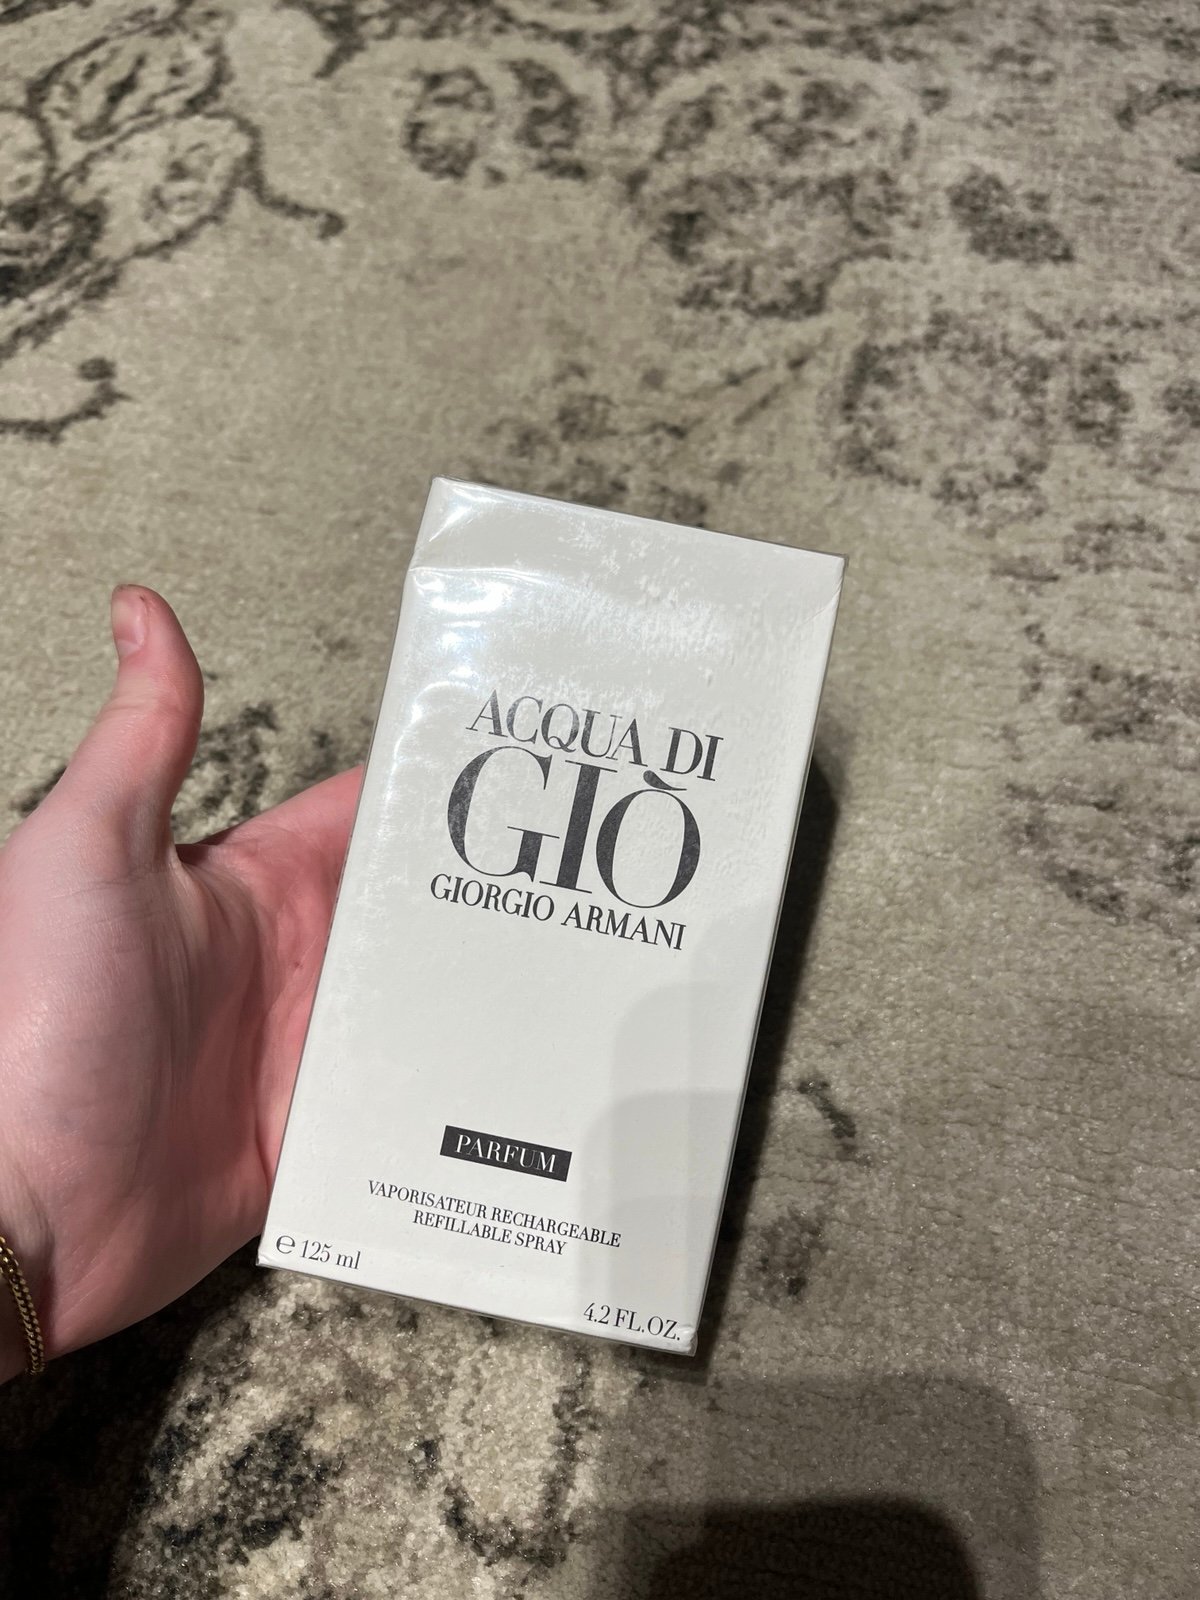 ACQUA DI
GIÒ
GIORGIO ARMANI
PARFUM
VAPORISATEUR RECHARGEABLE
REFILLABLE SPRAY
℮ 125 ml
4.2 FL.OZ.